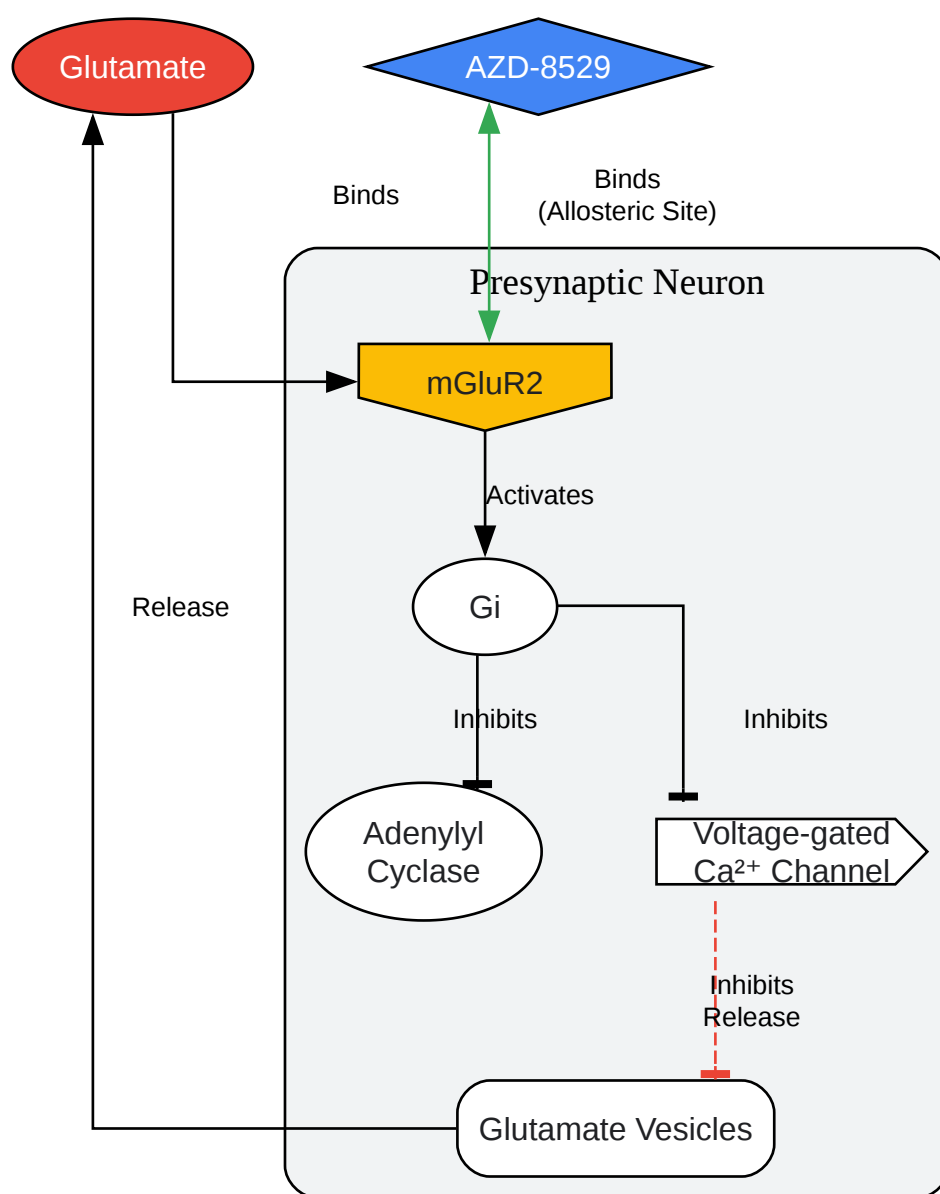 Glutamate
AZD-8529
Binds
Binds
(Allosteric Site)
Presynaptic Neuron
mGluR2
Activates
Gi
Release
Inhibits
Inhibits
Adenylyl
Cyclase
Voltage-gated
Ca²⁺ Channel
Inhibits
Release
Glutamate Vesicles